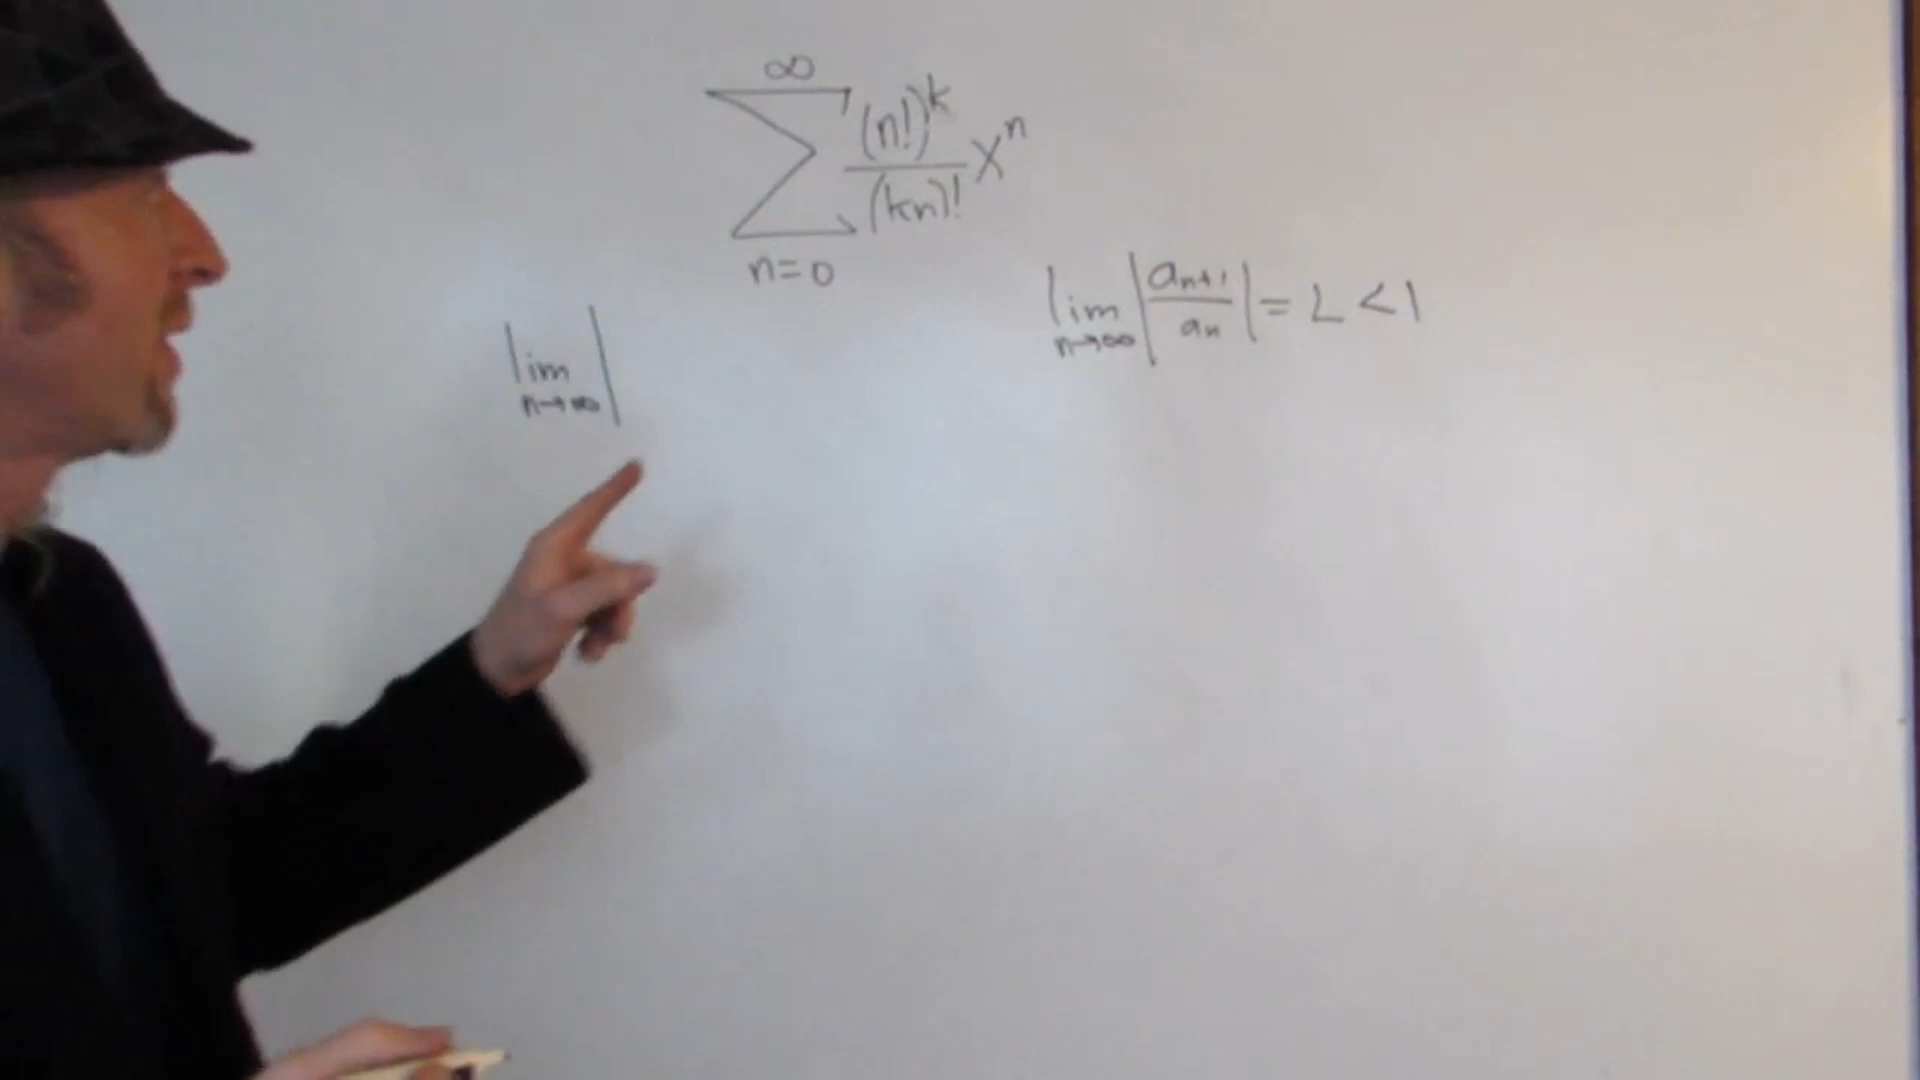 ∞
∑ (n!)^k / (kn)! x^n
n=0
lim n→∞ |a_{n+1} / a_n| = L < 1
lim n→∞ |